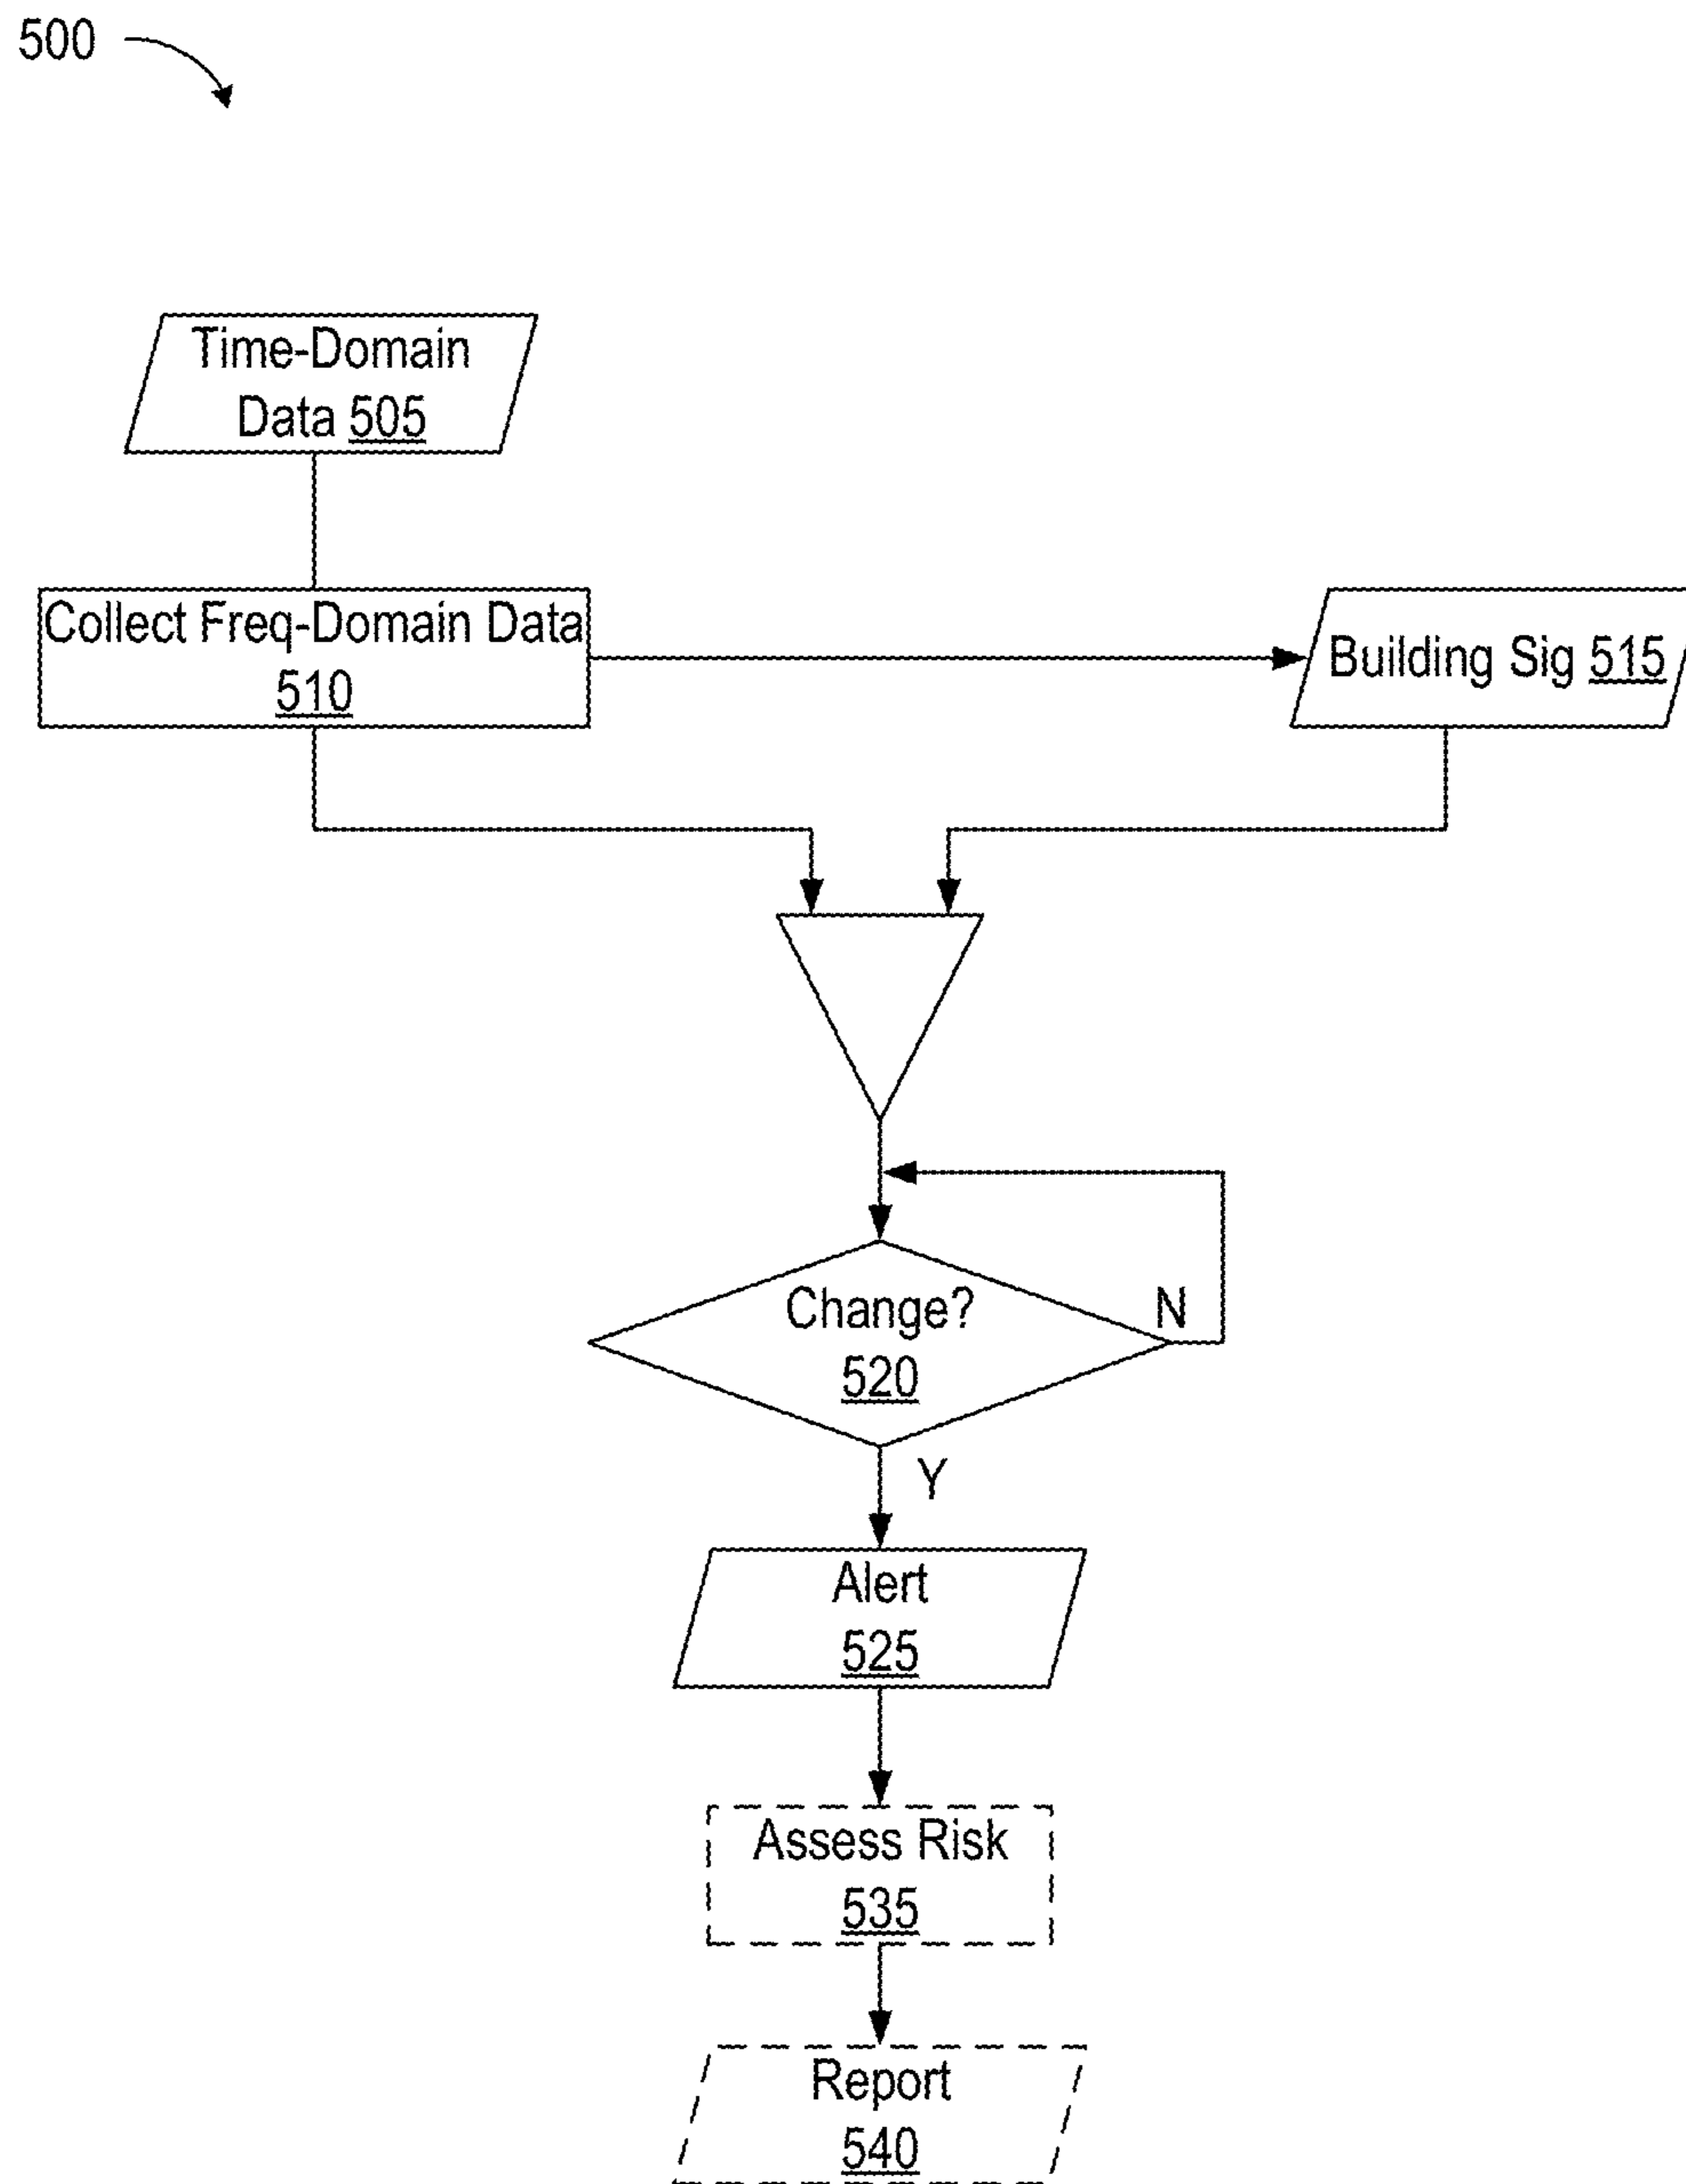 500
Time-Domain
Data 505
Collect Freq-Domain Data
510
Building Sig 515
Change?
520
N
Y
Alert
525
Assess Risk
535
Report
540